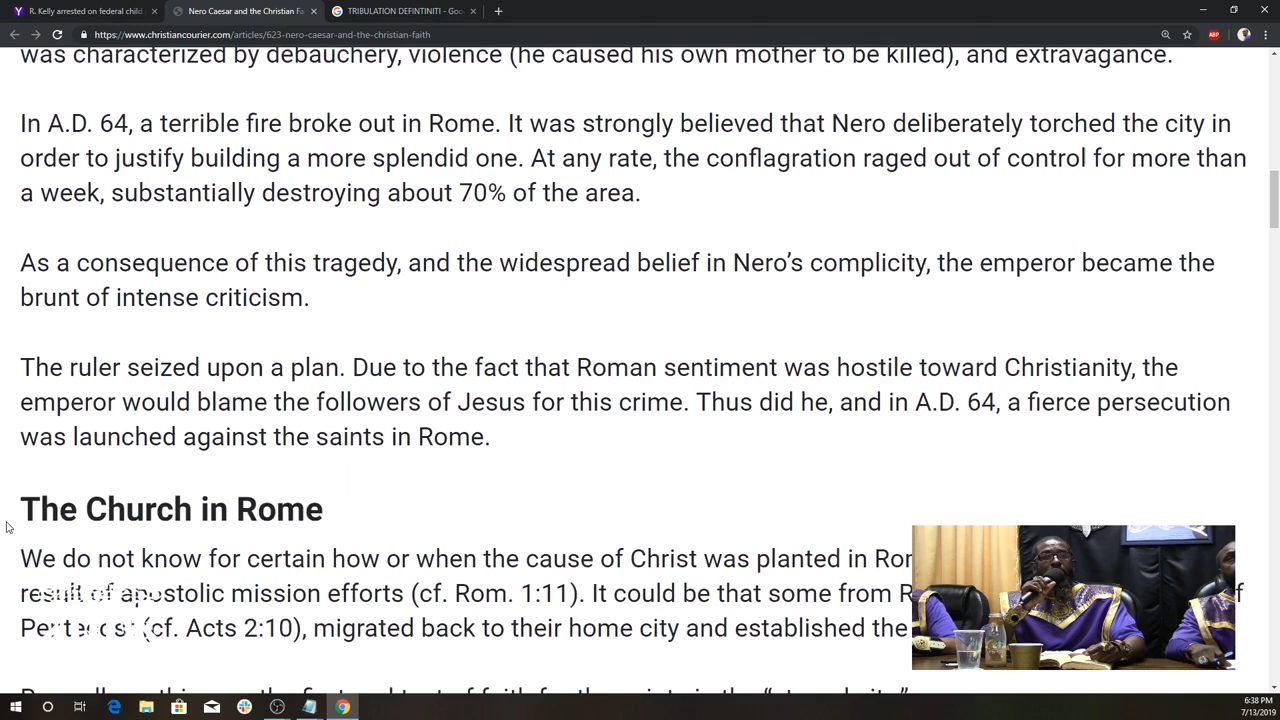 R. Kelly arrested on federal child
Nero Caesar and the Christian Fa
TRIBULATION DEFINTINITI - Goo
https://www.christiancourier.com/articles/623-nero-caesar-and-the-christian-faith
ABP
was characterized by debauchery, violence (he caused his own mother to be killed), and extravagance.
In A.D. 64, a terrible fire broke out in Rome. It was strongly believed that Nero deliberately torched the city in
order to justify building a more splendid one. At any rate, the conflagration raged out of control for more than
a week, substantially destroying about 70% of the area.
As a consequence of this tragedy, and the widespread belief in Nero’s complicity, the emperor became the
brunt of intense criticism.
The ruler seized upon a plan. Due to the fact that Roman sentiment was hostile toward Christianity, the
emperor would blame the followers of Jesus for this crime. Thus did he, and in A.D. 64, a fierce persecution
was launched against the saints in Rome.
The Church in Rome
We do not know for certain how or when the cause of Christ was planted in Rom
of apostolic mission efforts (cf. Rom. 1:11). It could be that some from R
(cf. Acts 2:10), migrated back to their home city and established the
6:38 PM
7/13/2019